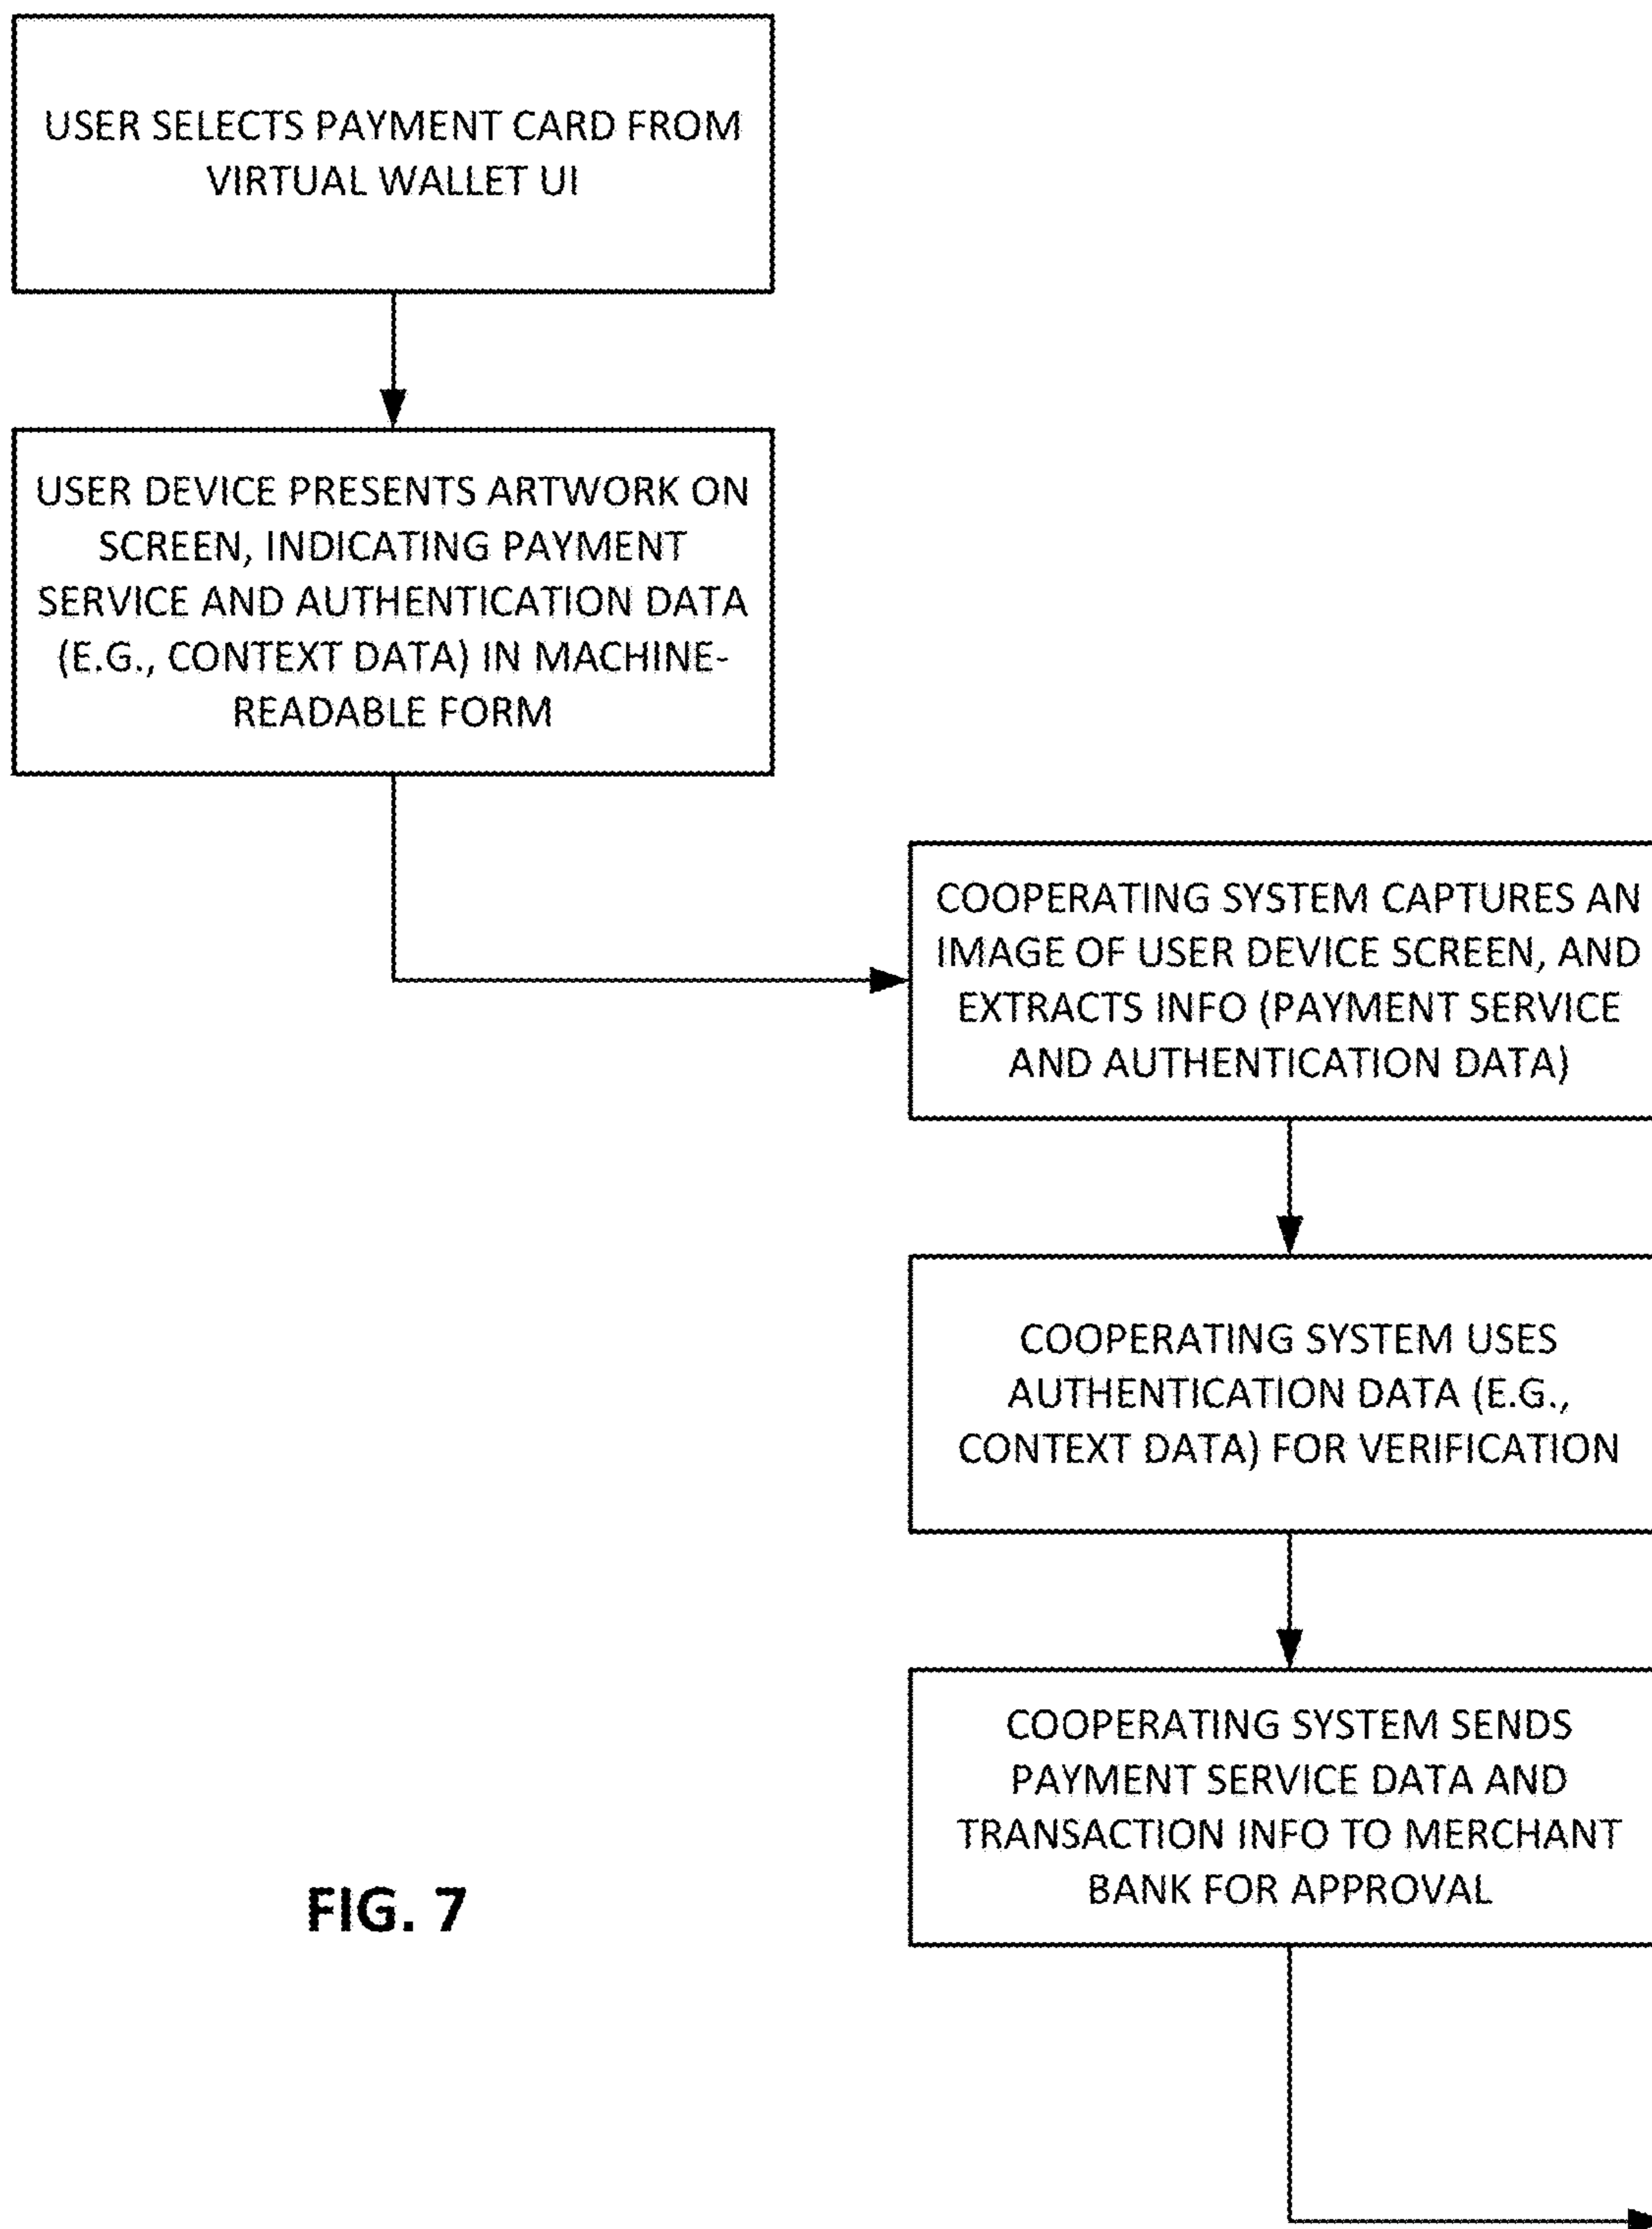 USER SELECTS PAYMENT CARD FROM
VIRTUAL WALLET UI
USER DEVICE PRESENTS ARTWORK ON
SCREEN, INDICATING PAYMENT
SERVICE AND AUTHENTICATION DATA
(E.G., CONTEXT DATA) IN MACHINE-
READABLE FORM
COOPERATING SYSTEM CAPTURES AN
IMAGE OF USER DEVICE SCREEN, AND
EXTRACTS INFO (PAYMENT SERVICE
AND AUTHENTICATION DATA)
COOPERATING SYSTEM USES
AUTHENTICATION DATA (E.G.,
CONTEXT DATA) FOR VERIFICATION
COOPERATING SYSTEM SENDS
PAYMENT SERVICE DATA AND
TRANSACTION INFO TO MERCHANT
BANK FOR APPROVAL
FIG. 7